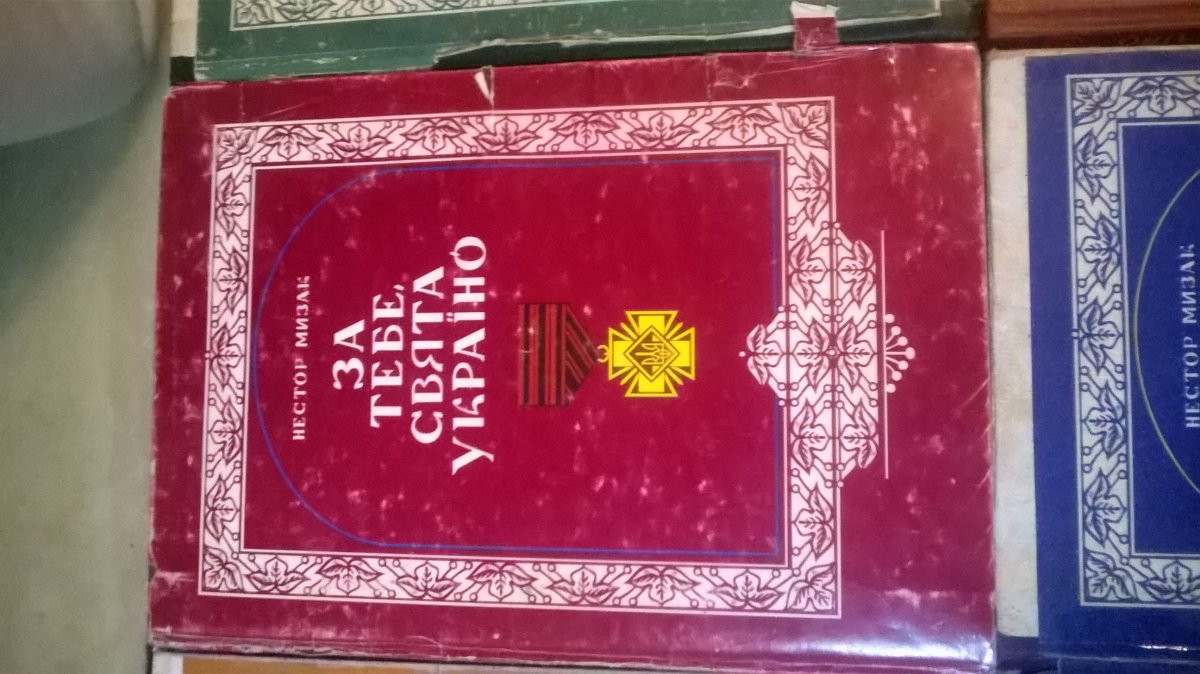 НЕСТОР МИЗАК
ЗА
ТЕБЕ,
СВЯТА
УКРАЇНО
НЕСТОР МИЗАК